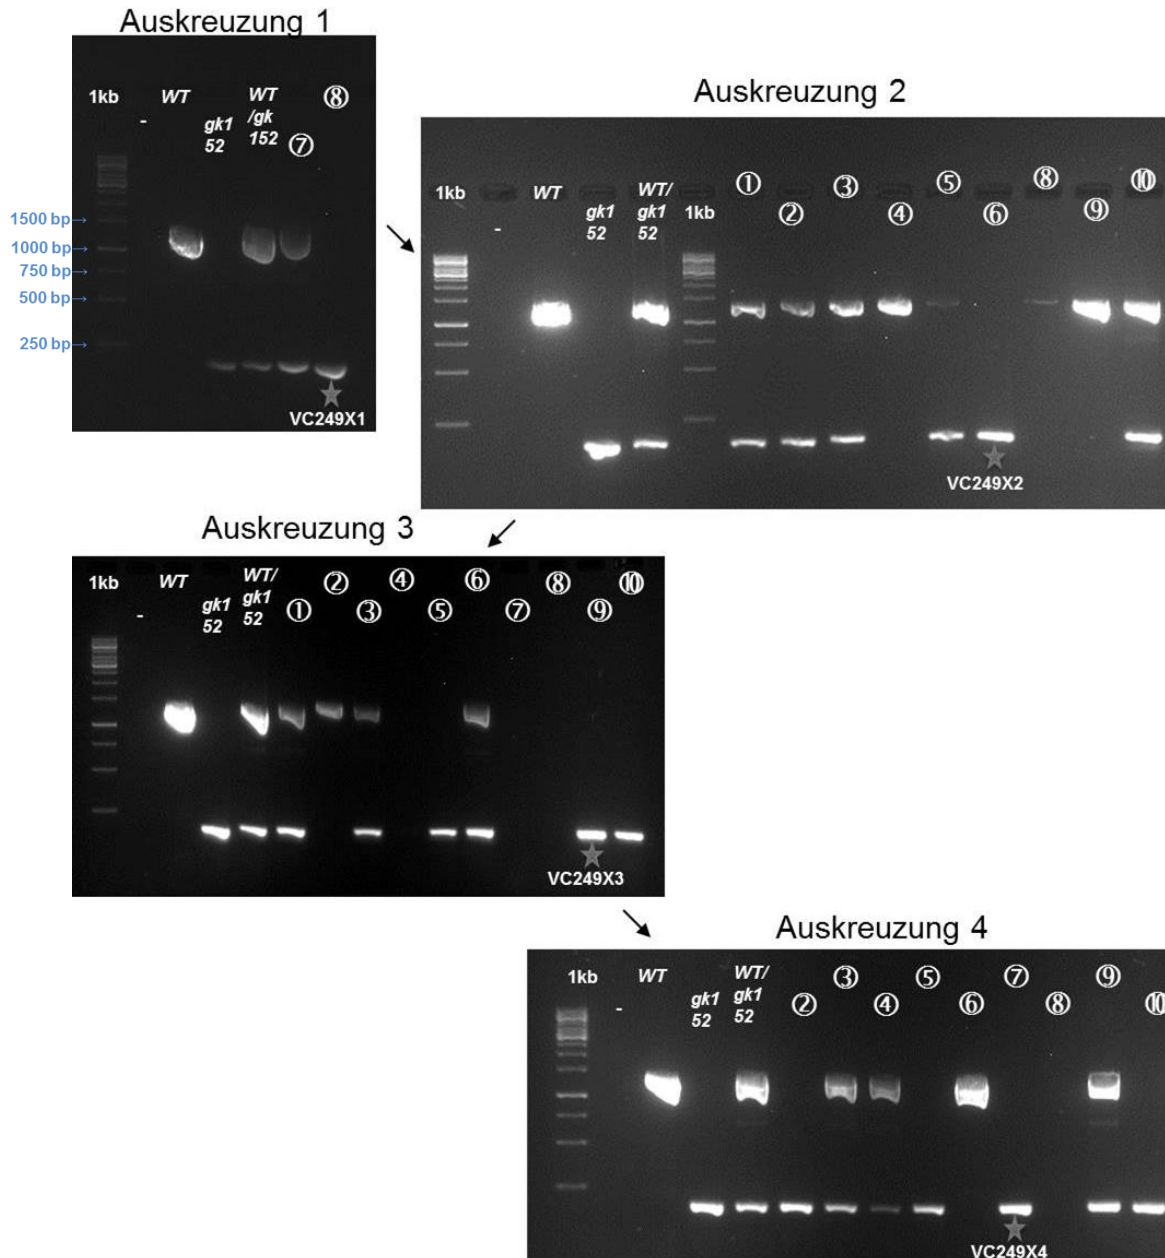 Auskreuzung 1
1kb
-
WT
gk1
52
WT
/gk
152
⑦
⑧
1500 bp→
1000 bp→
750 bp→
500 bp→
250 bp→
VC249X1
Auskreuzung 2
1kb
-
WT
gk1
52
WT/
gk1
52
1kb
①
②
③
④
⑤
⑥
⑧
⑨
⑩
VC249X2
Auskreuzung 3
1kb
-
WT
gk1
52
WT/
gk1
52
①
②
③
④
⑤
⑥
⑦
⑧
⑨
⑩
VC249X3
Auskreuzung 4
1kb
-
WT
gk1
52
WT/
gk1
52
②
③
④
⑤
⑥
⑦
⑧
⑨
⑩
VC249X4